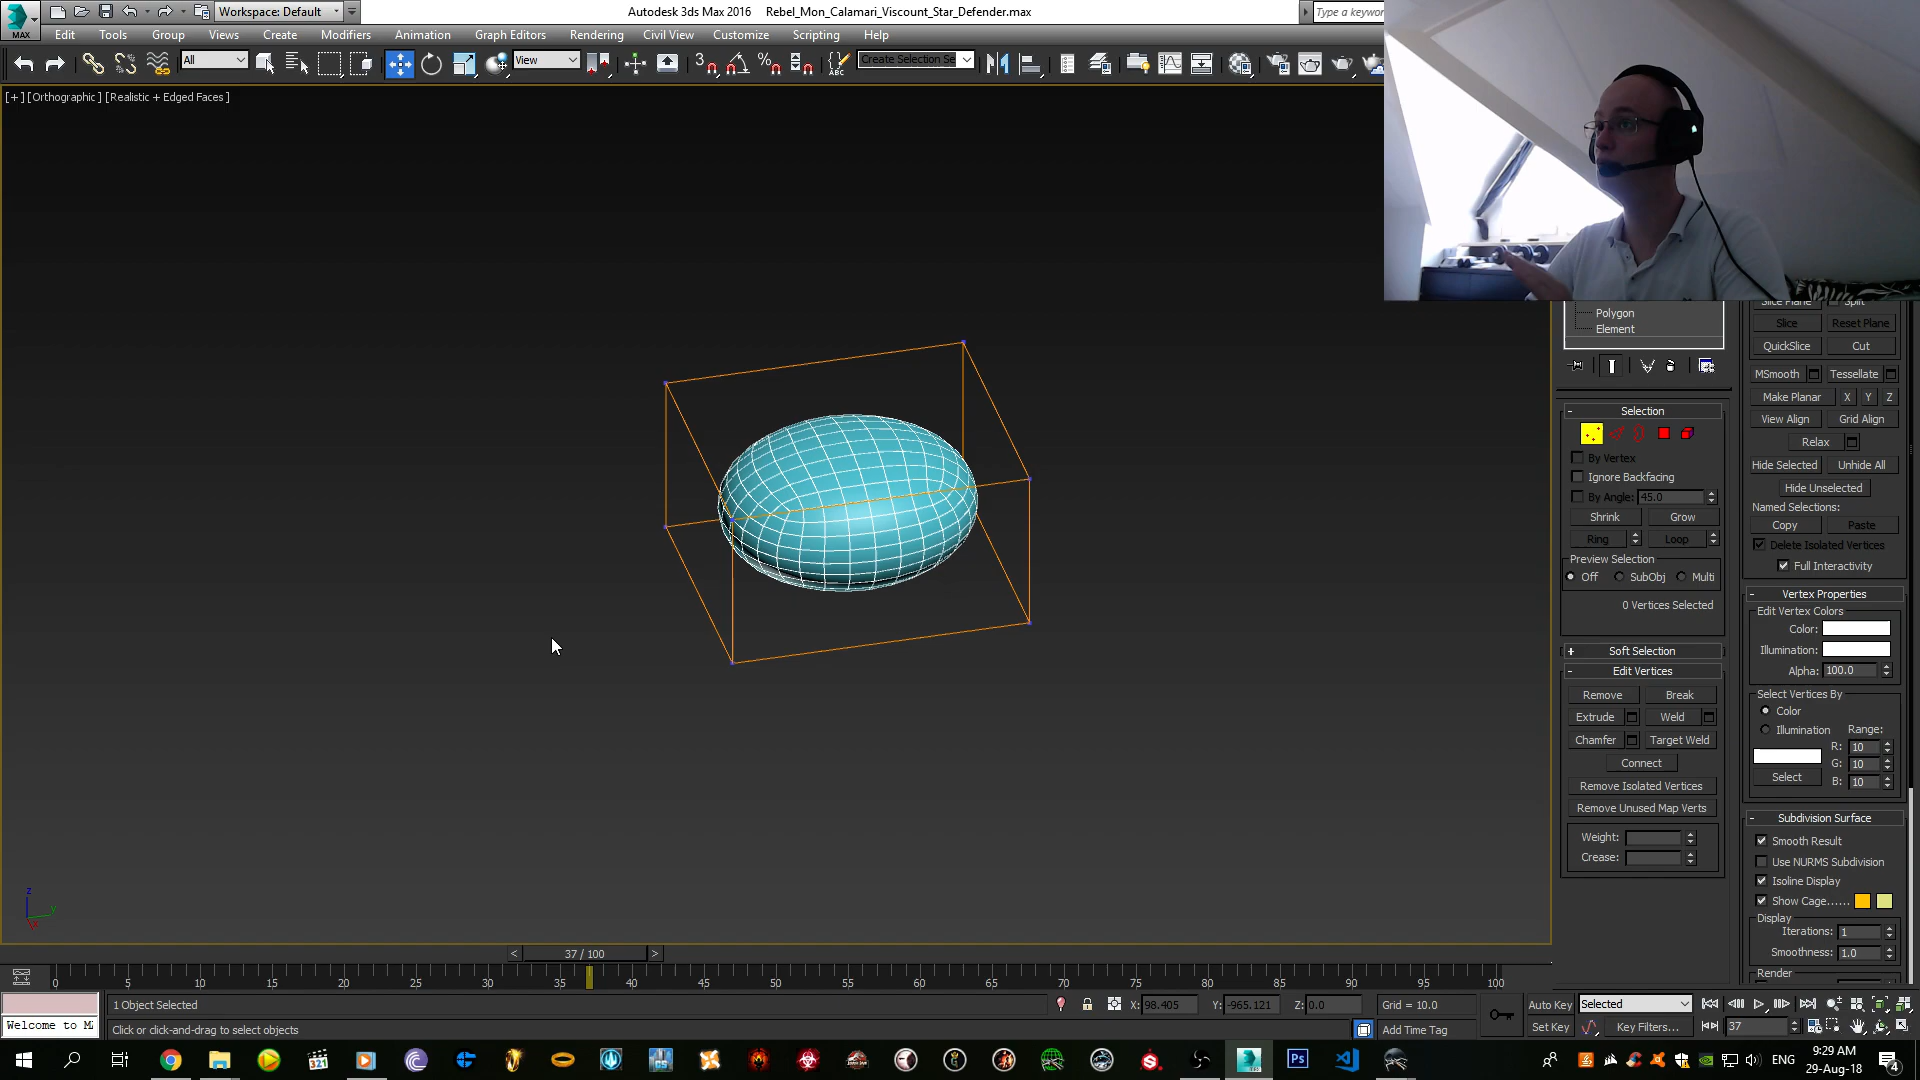 Workspace: Default
Autodesk 3ds Max 2016 Rebel_Mon_Calamari_Viscount_Star_Defender.max
Type a keywor
MAX
Edit Tools Group Views Create Modifiers Animation Graph Editors Rendering Civil View Customize Scripting Help
All
View
3
ABC
Create Selection Se
[+] [Orthographic] [Realistic + Edged Faces]
Polygon
Element
Slice Plane Split
Slice Reset Plane
QuickSlice Cut
MSmooth Tessellate
Make Planar X Y Z
View Align Grid Align
Relax
Hide Selected Unhide All
Hide Unselected
Named Selections:
Copy Paste
Delete Isolated Vertices
Full Interactivity
- Selection
By Vertex
Ignore Backfacing
By Angle: 45.0
Shrink Grow
Ring Loop
Preview Selection
Off SubObj Multi
0 Vertices Selected
+ Soft Selection
- Edit Vertices
Remove Break
Extrude Weld
Chamfer Target Weld
Connect
Remove Isolated Vertices
Remove Unused Map Verts
Weight:
Crease:
- Vertex Properties
Edit Vertex Colors
Color:
Illumination:
Alpha: 100.0
Select Vertices By
Color
Illumination Range:
R: 10
G: 10
B: 10
Select
- Subdivision Surface
Smooth Result
Use NURMS Subdivision
Isoline Display
Show Cage......
Display
Iterations: 1
Smoothness: 1.0
Render
z
y
x
< 37 / 100 >
0 5 10 15 20 25 30 35 40 45 50 55 60 65 70 75 80 85 90 95 100
1 Object Selected
X: 98.405 Y: -965.121 Z: 0.0 Grid = 10.0
Auto Key Selected
Welcome to M
Click or click-and-drag to select objects
Add Time Tag
Set Key Key Filters... 37
321
Ps
ENG
9:29 AM
29-Aug-18
4